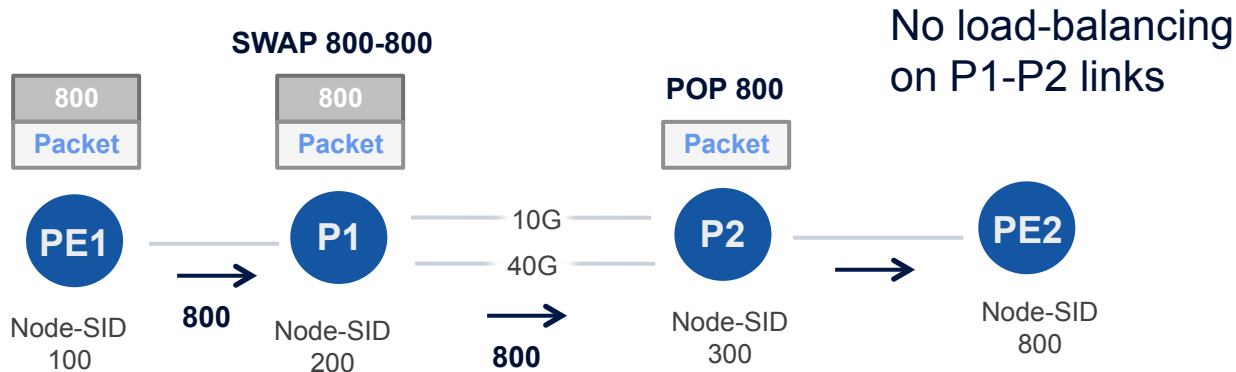 No load-balancing
on P1-P2 links
SWAP 800-800
POP 800
800
Packet
800
Packet
Packet
PE1
P1
10G
40G
P2
PE2
800
800
Node-SID
100
Node-SID
200
Node-SID
300
Node-SID
800